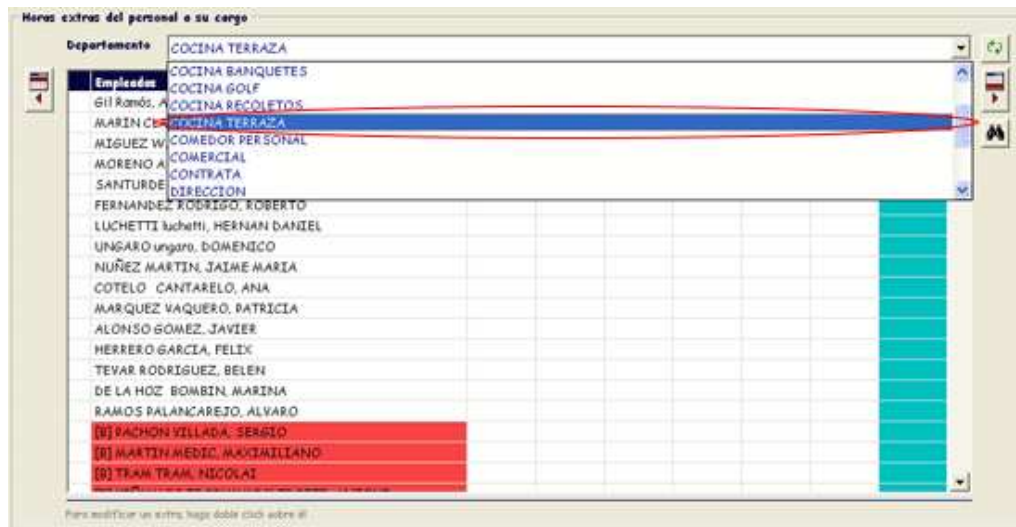 Horas extras del personal a su cargo
Departamento COCINA TERRAZA
COCINA BANQUETES
COCINA GOLF
COCINA RECOLETOS
COCINA TERRAZA
COMEDOR PERSONAL
COMERCIAL
CONTRATA
DIRECCION
Empleados
Gil Ramós, A
MARIN C
MIGUEZ W
MORENO A
SANTURDE
FERNANDEZ RODRIGO, ROBERTO
LUCHETTI luchetti, HERNAN DANIEL
UNGARO ungaro, DOMENICO
NUÑEZ MARTIN, JAIME MARIA
COTELO CANTARELO, ANA
MARQUEZ VAQUERO, PATRICIA
ALONSO GOMEZ, JAVIER
HERRERO GARCIA, FELIX
TEVAR RODRIGUEZ, BELEN
DE LA HOZ BOMBIN, MARINA
RAMOS PALANCAREJO, ALVARO
[B] PACHON VILLADA, SERGIO
[B] MARTIN MEDIC, MAXIMILIANO
[B] TRAM TRAM, NICOLAI
Para modificar un extra, haga doble click sobre él